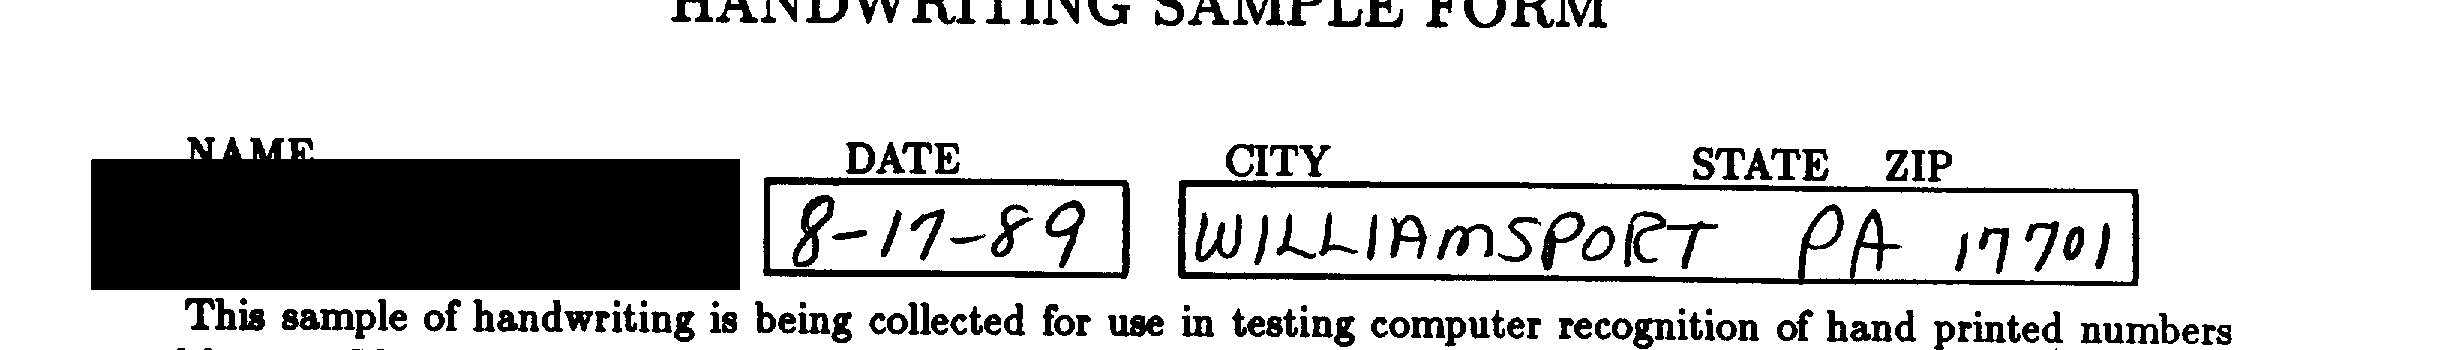 HANDWRITING SAMPLE FORM
NAME DATE CITY STATE ZIP
8-17-89 WILLIAMSPORT PA 17701
This sample of handwriting is being collected for use in testing computer recognition of hand printed numbers